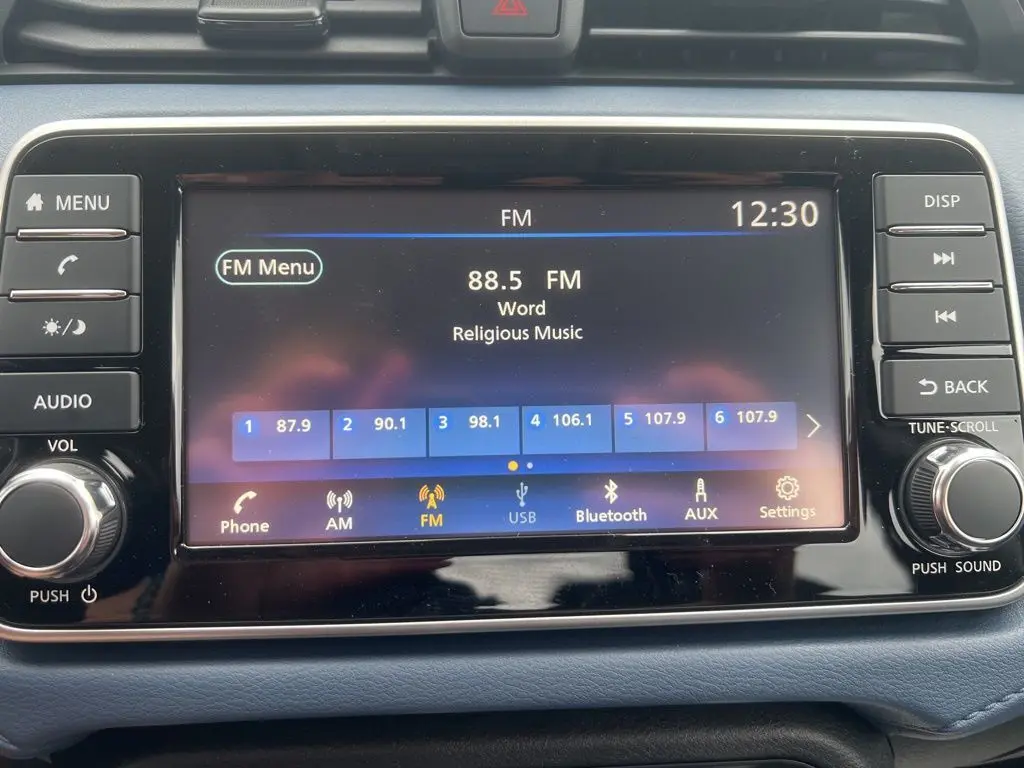 MENU
AUDIO
VOL
PUSH
FM
12:30
FM Menu
88.5 FM
Word
Religious Music
1 87.9
2 90.1
3 98.1
4 106.1
5 107.9
6 107.9
Phone
AM
FM
USB
Bluetooth
AUX
Settings
DISP
BACK
TUNE·SCROLL
PUSH SOUND